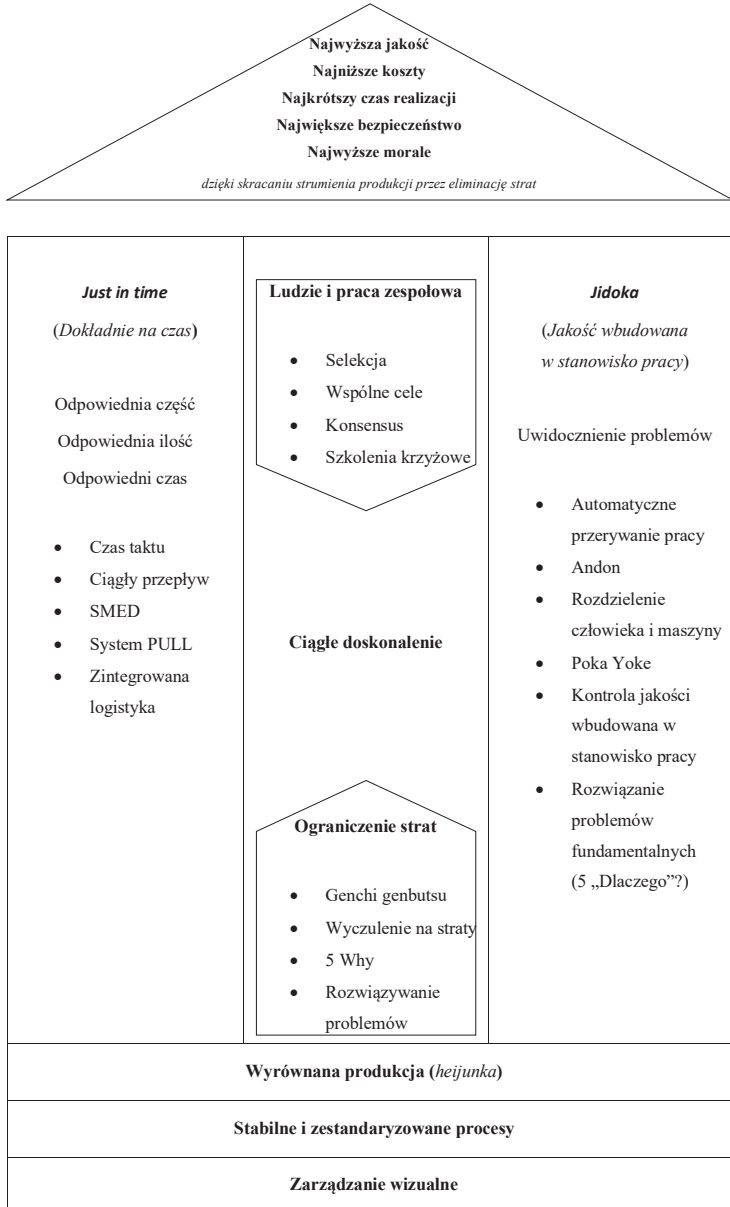 Najwyższa jakość
Najniższe koszty
Najkrótszy czas realizacji
Największe bezpieczeństwo
Najwyższe morale
dzięki skracaniu strumienia produkcji przez eliminację strat
Just in time
(Dokładnie na czas)
Odpowiednia część
Odpowiednia ilość
Odpowiedni czas
• Czas taktu
• Ciągły przepływ
• SMED
• System PULL
• Zintegrowana
logistyka
Ludzie i praca zespołowa
• Selekcja
• Wspólne cele
• Konsensus
• Szkolenia krzyżowe
Ciągłe doskonalenie
Ograniczenie strat
• Genchi genbutsu
• Wyczulenie na straty
• 5 Why
• Rozwiązywanie
problemów
Jidoka
(Jakość wbudowana
w stanowisko pracy)
Uwidocznienie problemów
• Automatyczne
przerywanie pracy
• Andon
• Rozdzielenie
człowieka i maszyny
• Poka Yoke
• Kontrola jakości
wbudowana w
stanowisko pracy
• Rozwiązanie
problemów
fundamentalnych
(5 „Dlaczego”?)
Wyrównana produkcja (heijunka)
Stabilne i zestandaryzowane procesy
Zarządzanie wizualne